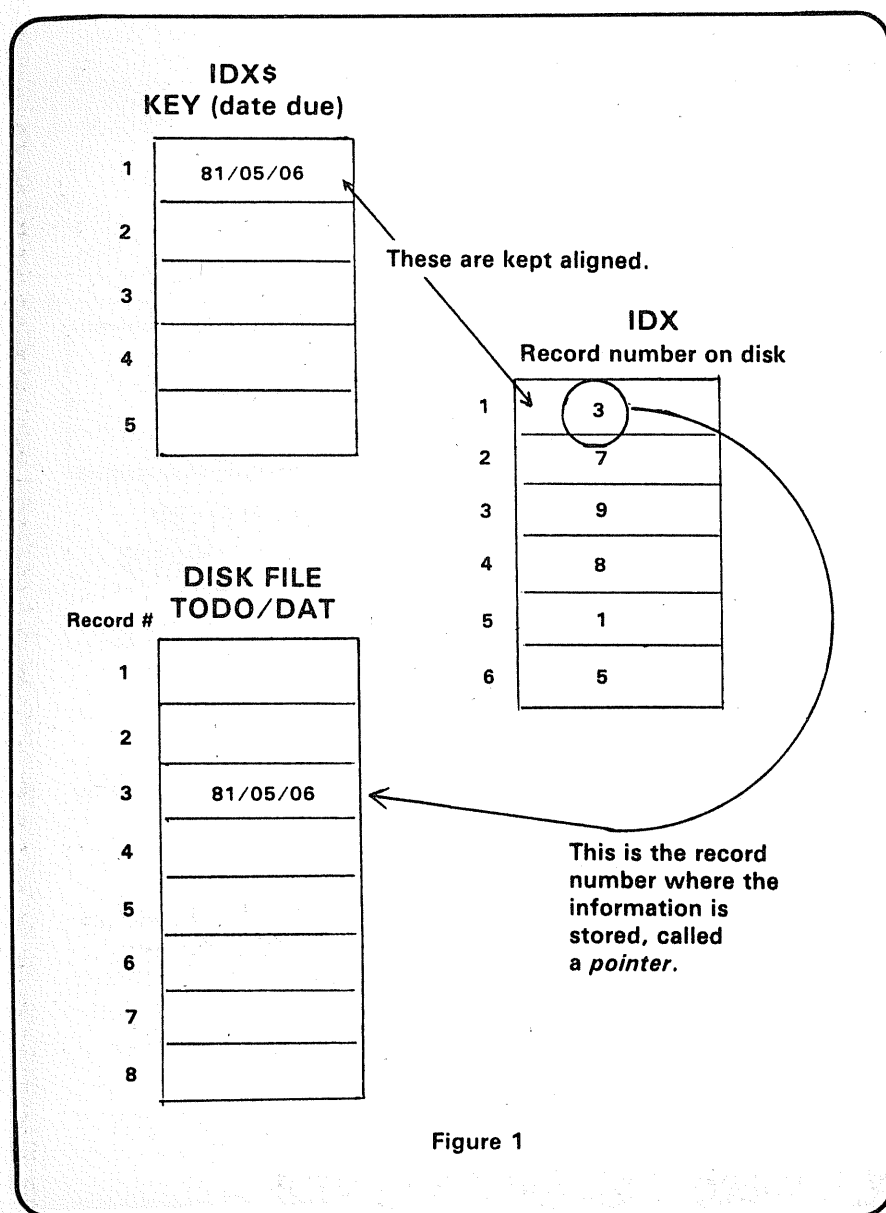 IDX$
KEY (date due)
1
81/05/06
2
3
4
5
These are kept aligned.
IDX
Record number on disk
1
3
2
7
3
9
4
8
5
1
6
5
DISK FILE
TODO/DAT
Record #
1
2
3
81/05/06
4
5
6
7
8
This is the record
number where the
information is
stored, called
a pointer.
Figure 1